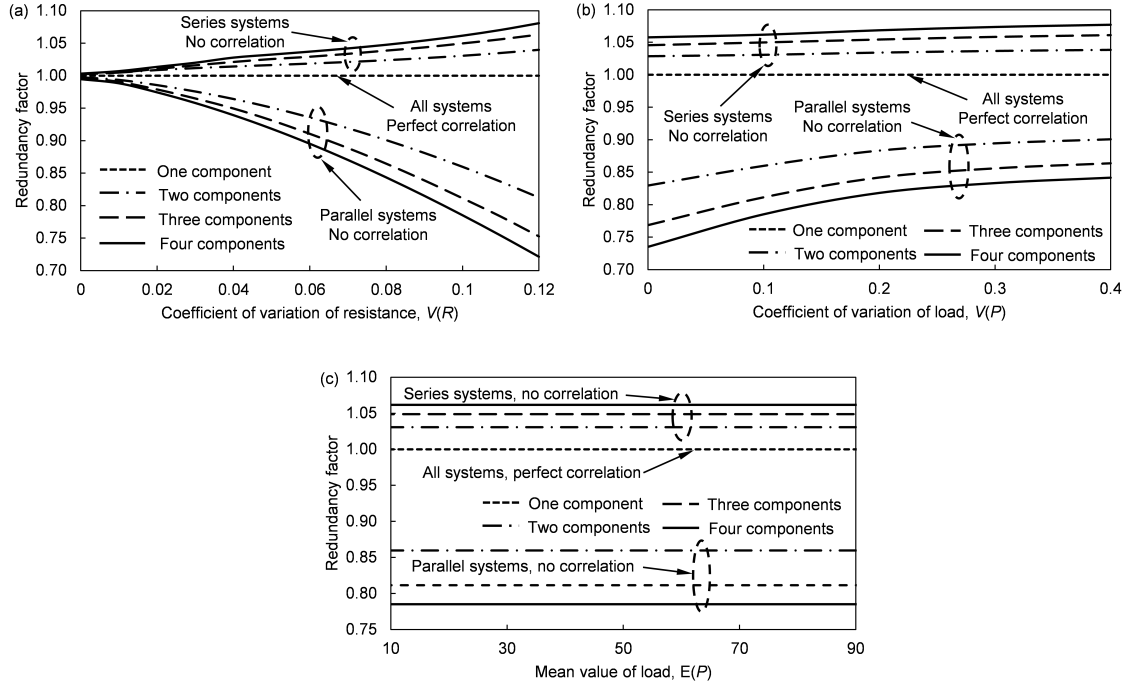 (a)
1.10
1.05
1.00
0.95
0.90
0.85
0.80
0.75
0.70
Redundancy factor
Series systems
No correlation
All systems
Perfect correlation
Parallel systems
No correlation
One component
Two components
Three components
Four components
0 0.02 0.04 0.06 0.08 0.1 0.12
Coefficient of variation of resistance, V(R)
(b)
1.10
1.05
1.00
0.95
0.90
0.85
0.80
0.75
0.70
Redundancy factor
Series systems
No correlation
Parallel systems
No correlation
All systems
Perfect correlation
One component Three components
Two components Four components
0 0.1 0.2 0.3 0.4
Coefficient of variation of load, V(P)
(c)
1.10
1.05
1.00
0.95
0.90
0.85
0.80
0.75
Redundancy factor
Series systems, no correlation
All systems, perfect correlation
One component Three components
Two components Four components
Parallel systems, no correlation
10 30 50 70 90
Mean value of load, E(P)